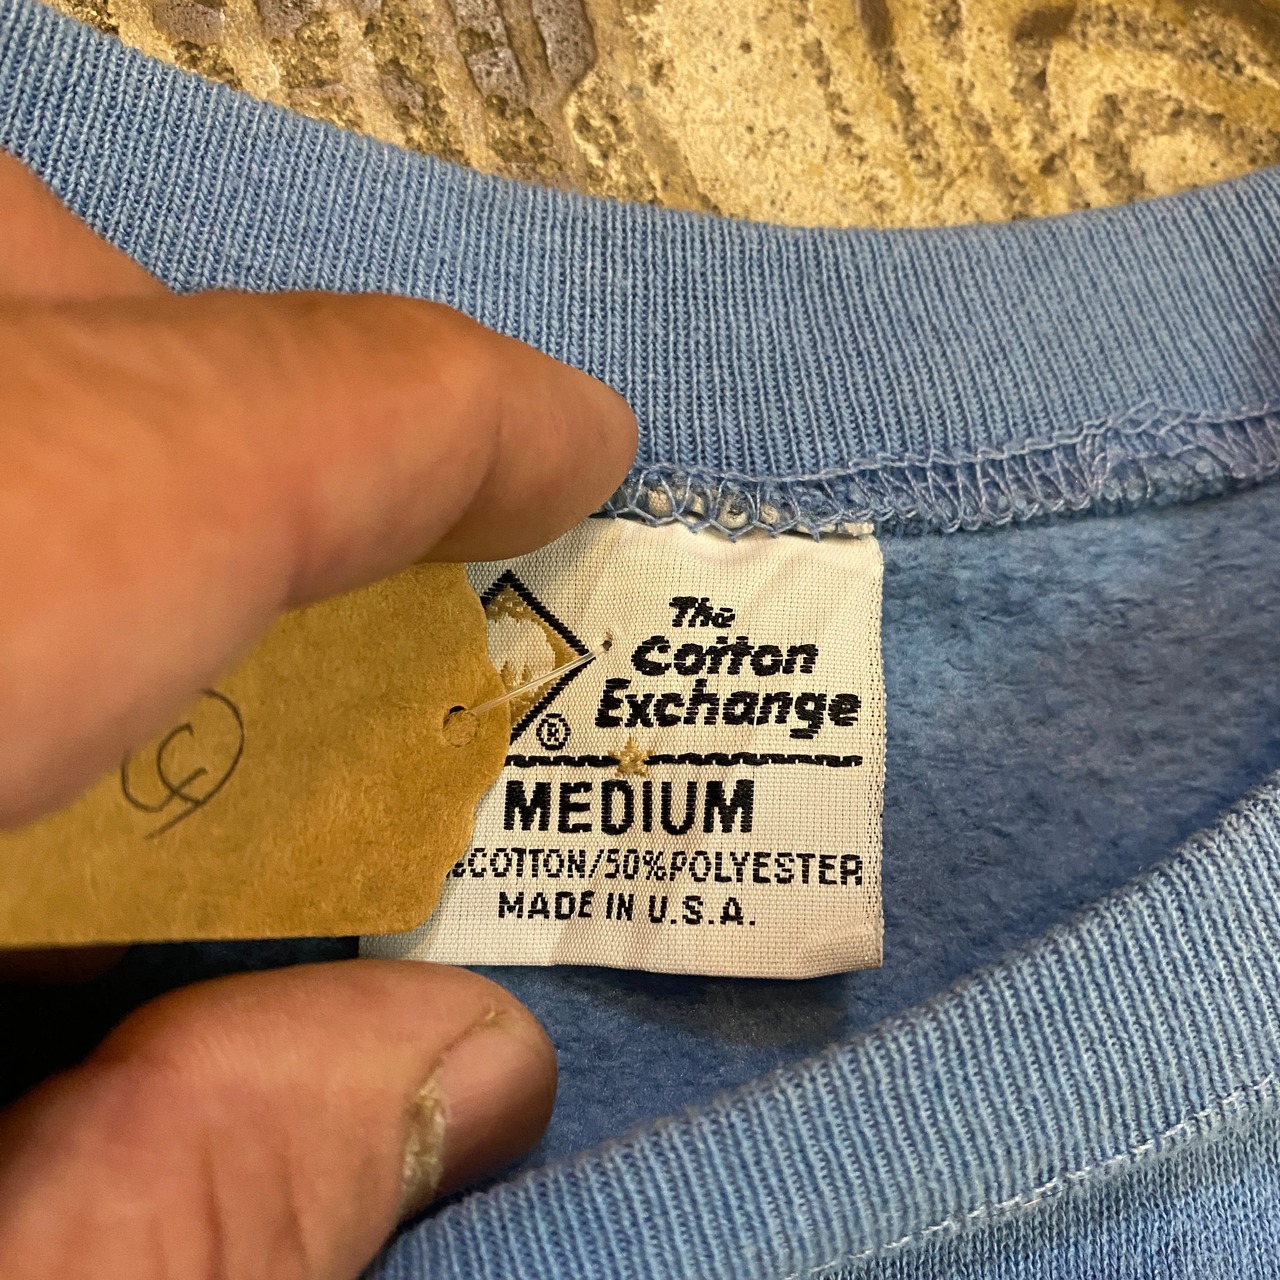 The
Cotton
Exchange
®
MEDIUM
%COTTON/50%POLYESTER
MADE IN U.S.A.